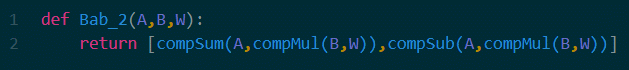 1 def Bab_2(A,B,W):
2 return [compSum(A,compMul(B,W)),compSub(A,compMul(B,W))]